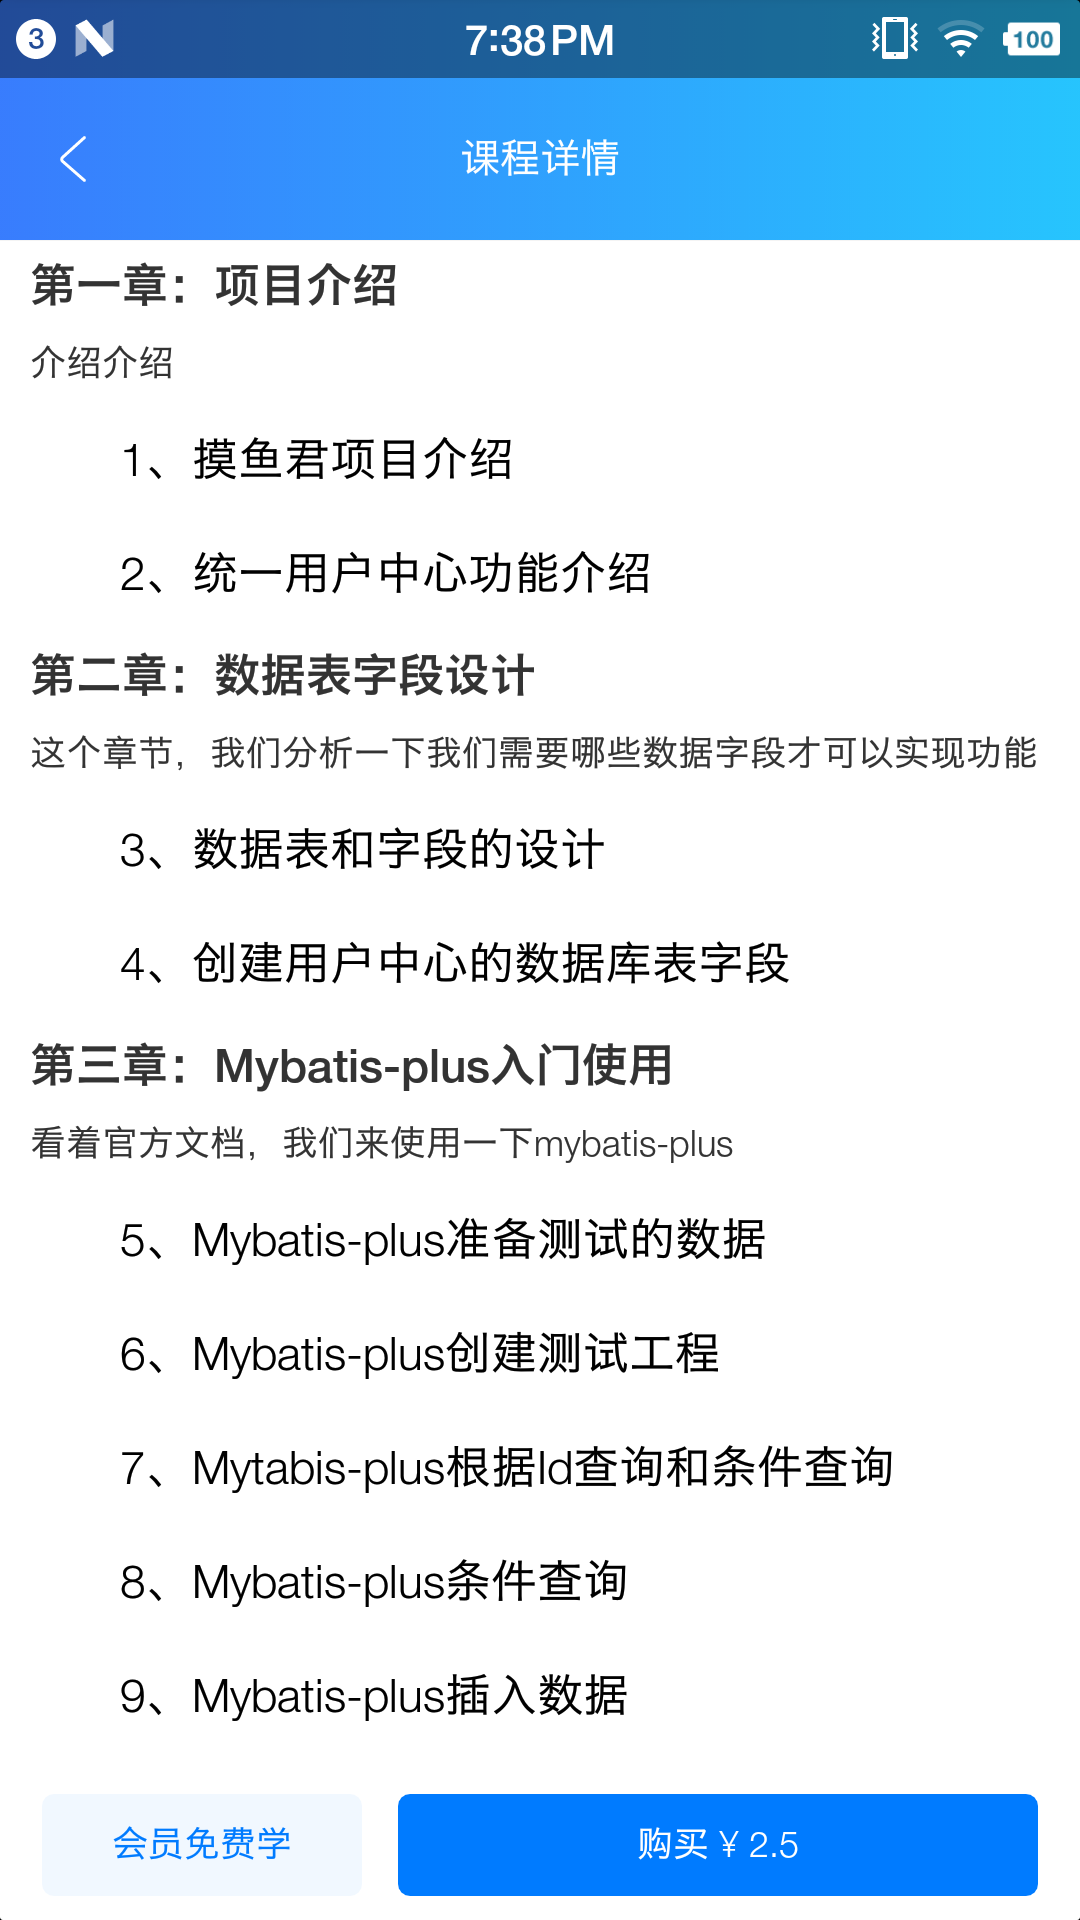 3
7:38PM
100
课程详情
第一章：项目介绍
介绍介绍
1、摸鱼君项目介绍
2、统一用户中心功能介绍
第二章：数据表字段设计
这个章节，我们分析一下我们需要哪些数据字段才可以实现功能
3、数据表和字段的设计
4、创建用户中心的数据库表字段
第三章：Mybatis-plus入门使用
看着官方文档，我们来使用一下mybatis-plus
5、Mybatis-plus准备测试的数据
6、Mybatis-plus创建测试工程
7、Mytabis-plus根据Id查询和条件查询
8、Mybatis-plus条件查询
9、Mybatis-plus插入数据
会员免费学
购买 ¥ 2.5